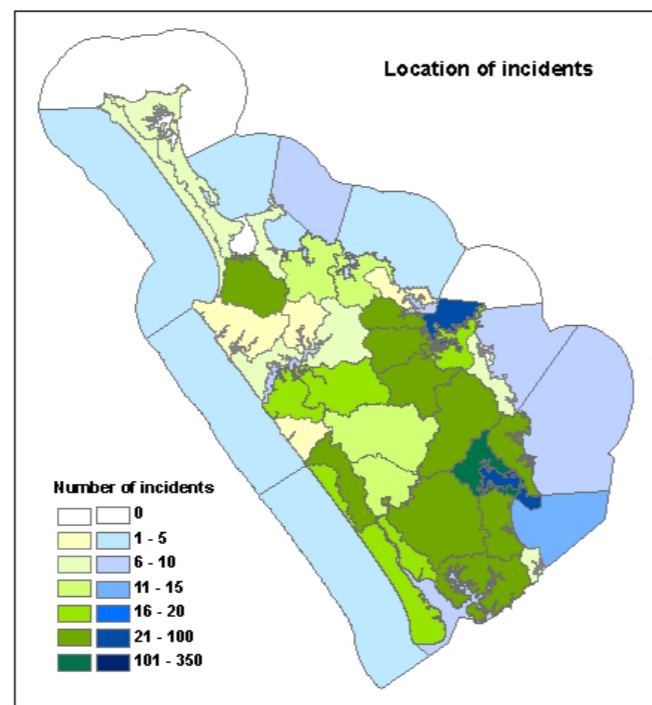 Location of incidents
Number of incidents
0
1 - 5
6 - 10
11 - 15
16 - 20
21 - 100
101 - 350